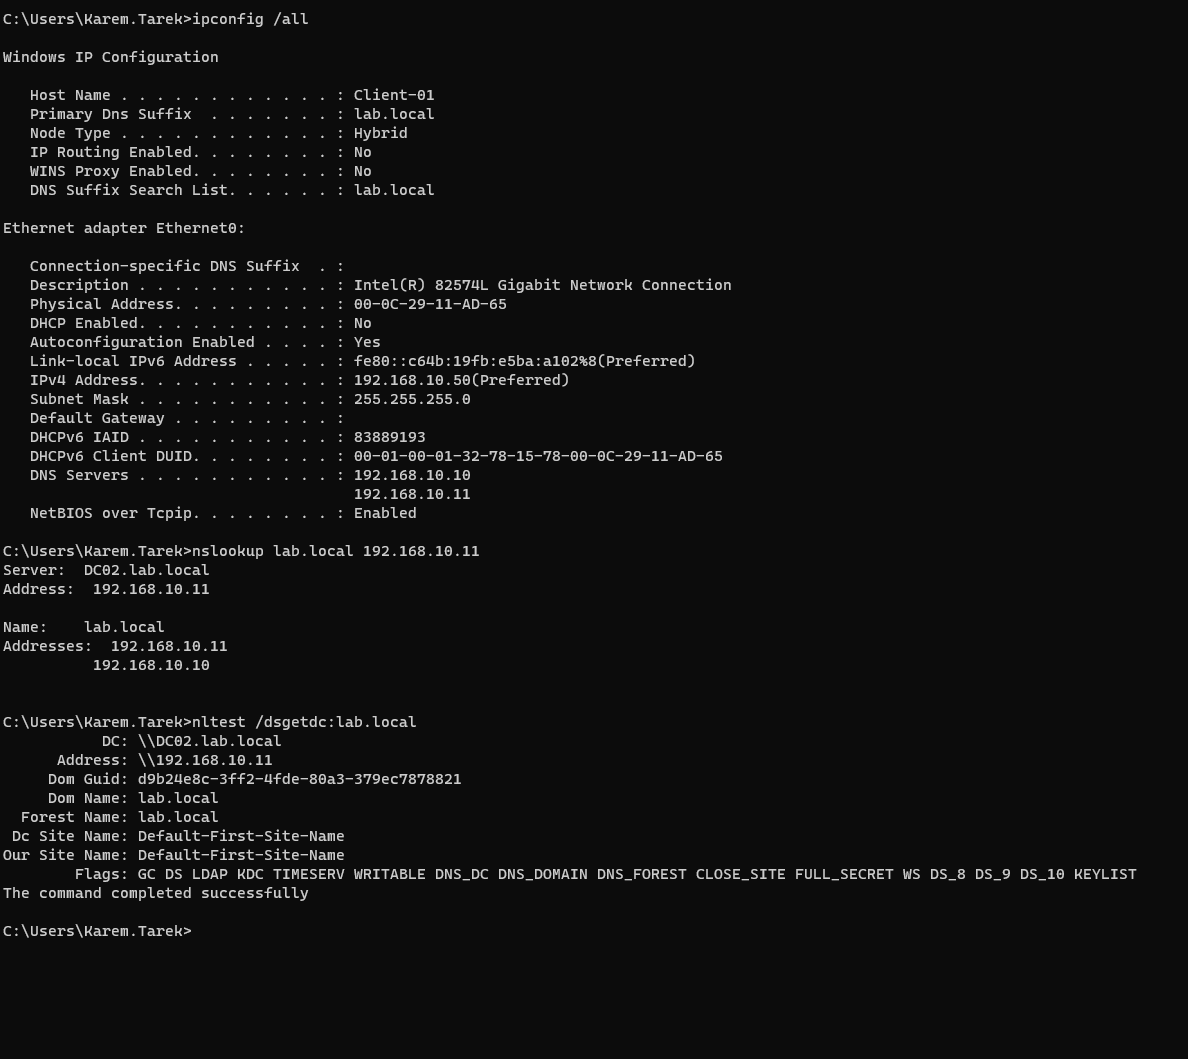 C:\Users\Karem.Tarek>ipconfig /all
Windows IP Configuration
   Host Name . . . . . . . . . . . . : Client-01
   Primary Dns Suffix  . . . . . . . : lab.local
   Node Type . . . . . . . . . . . . : Hybrid
   IP Routing Enabled. . . . . . . . : No
   WINS Proxy Enabled. . . . . . . . : No
   DNS Suffix Search List. . . . . . : lab.local
Ethernet adapter Ethernet0:
   Connection-specific DNS Suffix  . :
   Description . . . . . . . . . . . : Intel(R) 82574L Gigabit Network Connection
   Physical Address. . . . . . . . . : 00-0C-29-11-AD-65
   DHCP Enabled. . . . . . . . . . . : No
   Autoconfiguration Enabled . . . . : Yes
   Link-local IPv6 Address . . . . . : fe80::c64b:19fb:e5ba:a102%8(Preferred)
   IPv4 Address. . . . . . . . . . . : 192.168.10.50(Preferred)
   Subnet Mask . . . . . . . . . . . : 255.255.255.0
   Default Gateway . . . . . . . . . :
   DHCPv6 IAID . . . . . . . . . . . : 83889193
   DHCPv6 Client DUID. . . . . . . . : 00-01-00-01-32-78-15-78-00-0C-29-11-AD-65
   DNS Servers . . . . . . . . . . . : 192.168.10.10
                                       192.168.10.11
   NetBIOS over Tcpip. . . . . . . . : Enabled
C:\Users\Karem.Tarek>nslookup lab.local 192.168.10.11
Server:  DC02.lab.local
Address:  192.168.10.11
Name:    lab.local
Addresses:  192.168.10.11
          192.168.10.10
C:\Users\Karem.Tarek>nltest /dsgetdc:lab.local
           DC: \\DC02.lab.local
      Address: \\192.168.10.11
     Dom Guid: d9b24e8c-3ff2-4fde-80a3-379ec7878821
     Dom Name: lab.local
  Forest Name: lab.local
 Dc Site Name: Default-First-Site-Name
Our Site Name: Default-First-Site-Name
        Flags: GC DS LDAP KDC TIMESERV WRITABLE DNS_DC DNS_DOMAIN DNS_FOREST CLOSE_SITE FULL_SECRET WS DS_8 DS_9 DS_10 KEYLIST
The command completed successfully
C:\Users\Karem.Tarek>